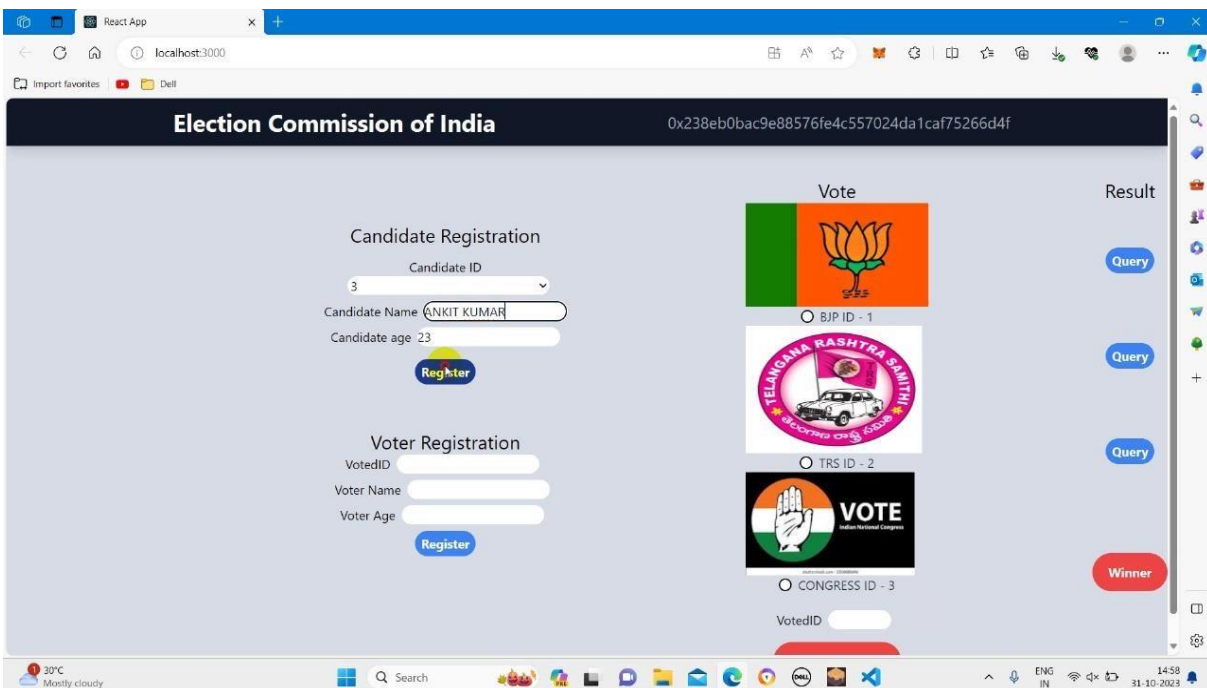 React App
localhost:3000
Import favorites
Dell
Election Commission of India
0x238eb0bac9e88576fe4c557024da1caf75266d4f
Candidate Registration
Candidate ID
3
Candidate Name ANKIT KUMAR
Candidate age 23
Register
Voter Registration
VotedID
Voter Name
Voter Age
Register
Vote
BJP ID - 1
TELANGANA RASHTRA SAMITHI
TRS ID - 2
VOTE
Indian National Congress
CONGRESS ID - 3
VotedID
Result
Query
Query
Query
Winner
1
30°C
Mostly cloudy
Search
DELL
ENG
IN
14:58
31-10-2023